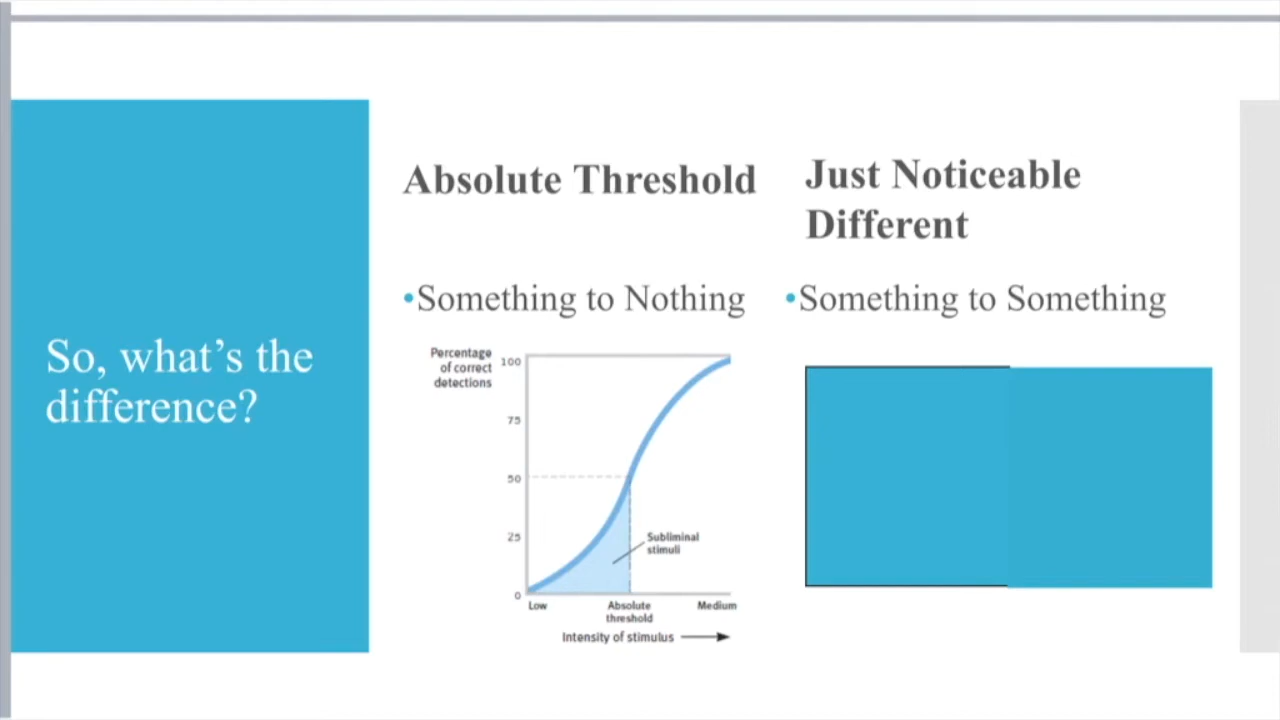 So, what’s the
difference?
Absolute Threshold
•Something to Nothing
Percentage
of correct
detections
100
75
50
25
0
Subliminal
stimuli
Low
Absolute
threshold
Medium
Intensity of stimulus
Just Noticeable
Different
•Something to Something